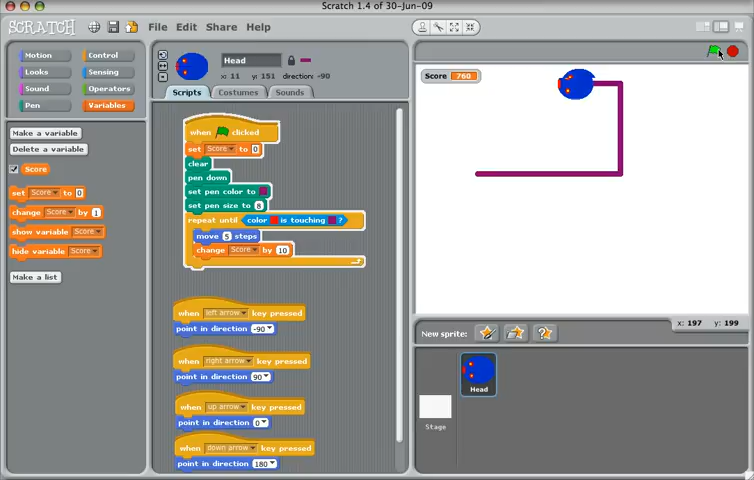 Scratch 1.4 of 30-Jun-09
SCRATCH File Edit Share Help
Motion Control
Looks Sensing
Sound Operators
Pen Variables
Make a variable
Delete a variable
Score
set Score to 0
change Score by 1
show variable Score
hide variable Score
Make a list
Head
x: 11 y: 151 direction: -90
Scripts Costumes Sounds
when clicked
set Score to 0
clear
pen down
set pen color to
set pen size to 8
repeat until color is touching ?
move 5 steps
change Score by 10
when left arrow key pressed
point in direction -90
when right arrow key pressed
point in direction 90
when up arrow key pressed
point in direction 0
when down arrow key pressed
point in direction 180
Score 760
x: 197 y: 199
New sprite:
Head
Stage